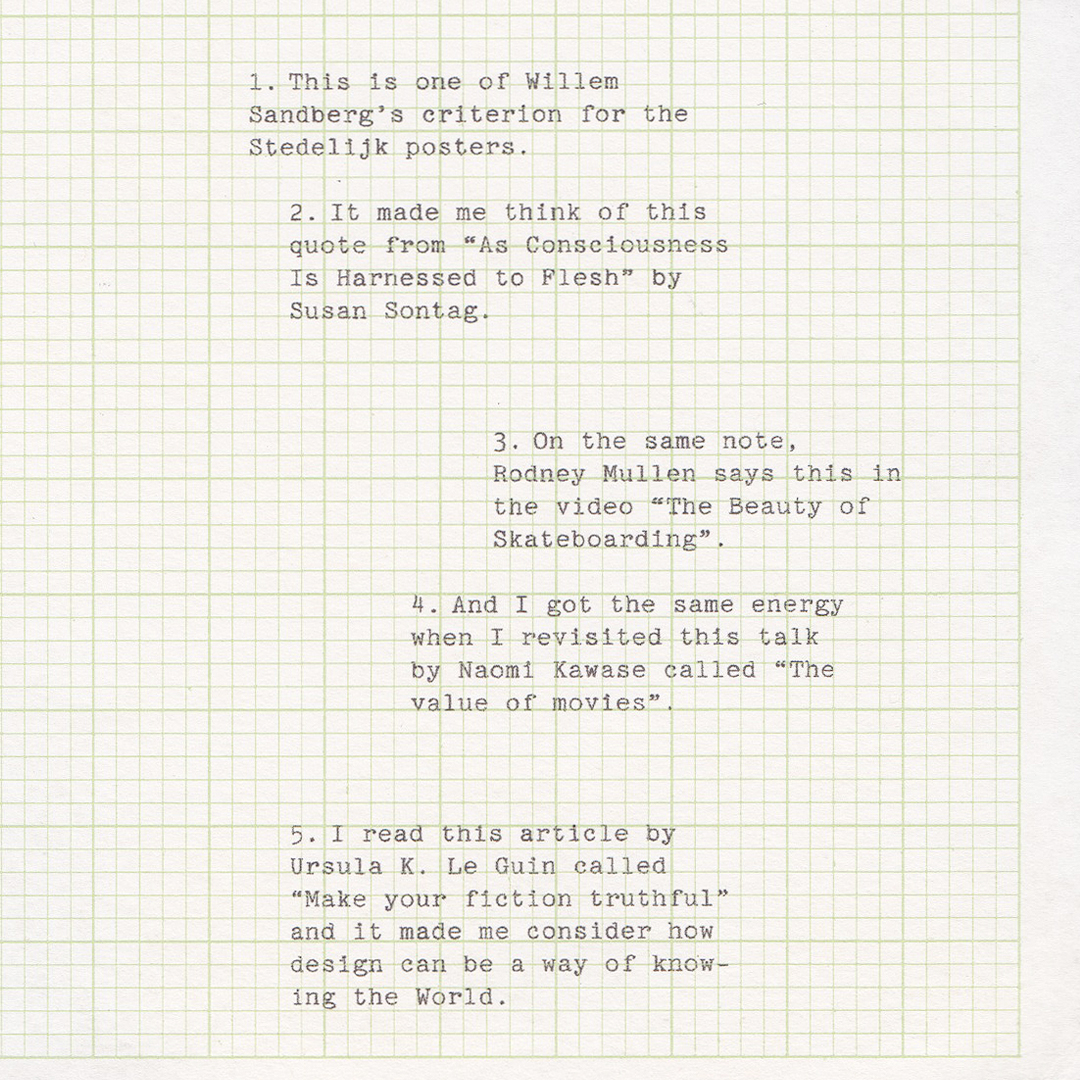 1. This is one of Willem
Sandberg’s criterion for the
Stedelijk posters.
2. It made me think of this
quote from “As Consciousness
Is Harnessed to Flesh” by
Susan Sontag.
3. On the same note,
Rodney Mullen says this in
the video “The Beauty of
Skateboarding”.
4. And I got the same energy
when I revisited this talk
by Naomi Kawase called “The
value of movies”.
5. I read this article by
Ursula K. Le Guin called
“Make your fiction truthful”
and it made me consider how
design can be a way of know-
ing the World.